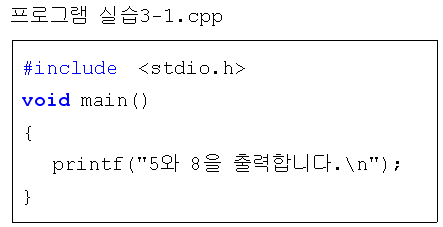 프로그램 실습3-1.cpp
#include <stdio.h>
void main()
{
printf("5와 8을 출력합니다.\n");
}